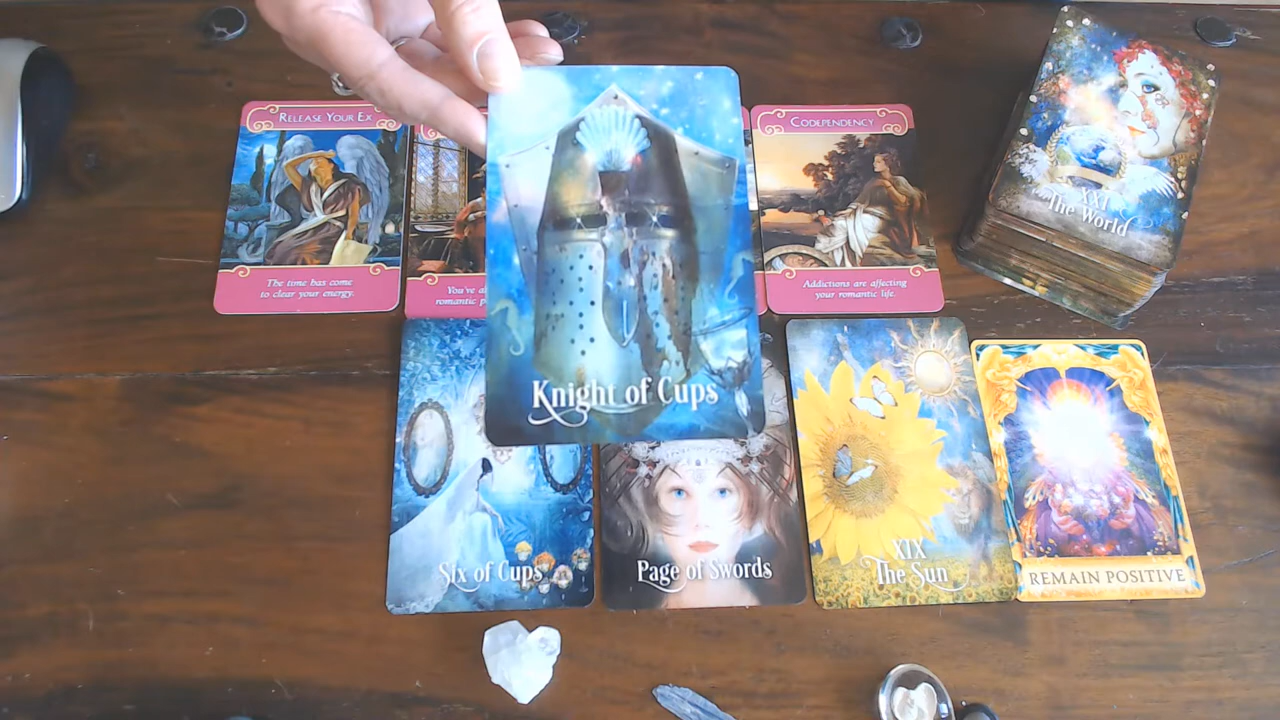 RELEASE YOUR EX
The time has come
to clear your energy.
You've
romantic
CODEPENDENCY
Addictions are affecting
your romantic life.
XXI
The World
Knight of Cups
Six of Cups
Page of Swords
XIX
The Sun
REMAIN POSITIVE